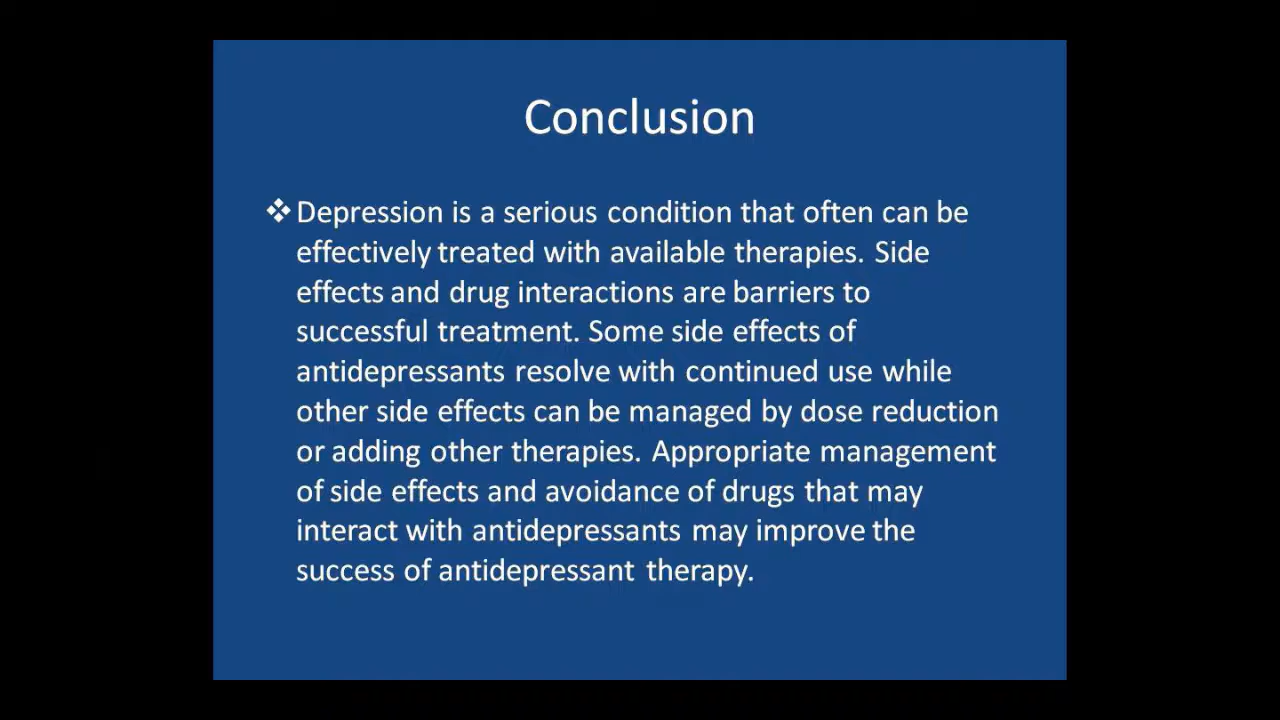 Conclusion
❖Depression is a serious condition that often can be
effectively treated with available therapies. Side
effects and drug interactions are barriers to
successful treatment. Some side effects of
antidepressants resolve with continued use while
other side effects can be managed by dose reduction
or adding other therapies. Appropriate management
of side effects and avoidance of drugs that may
interact with antidepressants may improve the
success of antidepressant therapy.